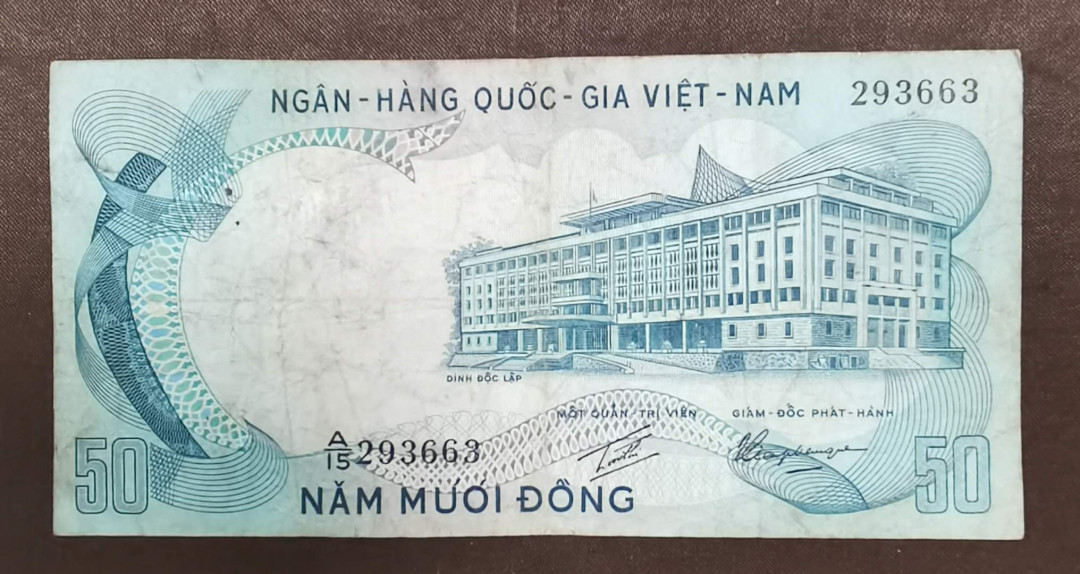 NGÂN - HÀNG QUỐC - GIA VIỆT - NAM 293663
DINH ĐỘC LẬP
MỘT QUẢN - TRỊ VIÊN GIÁM - ĐỐC PHÁT - HÀNH
A/15 293663
50 NĂM MƯƠI ĐỒNG 50